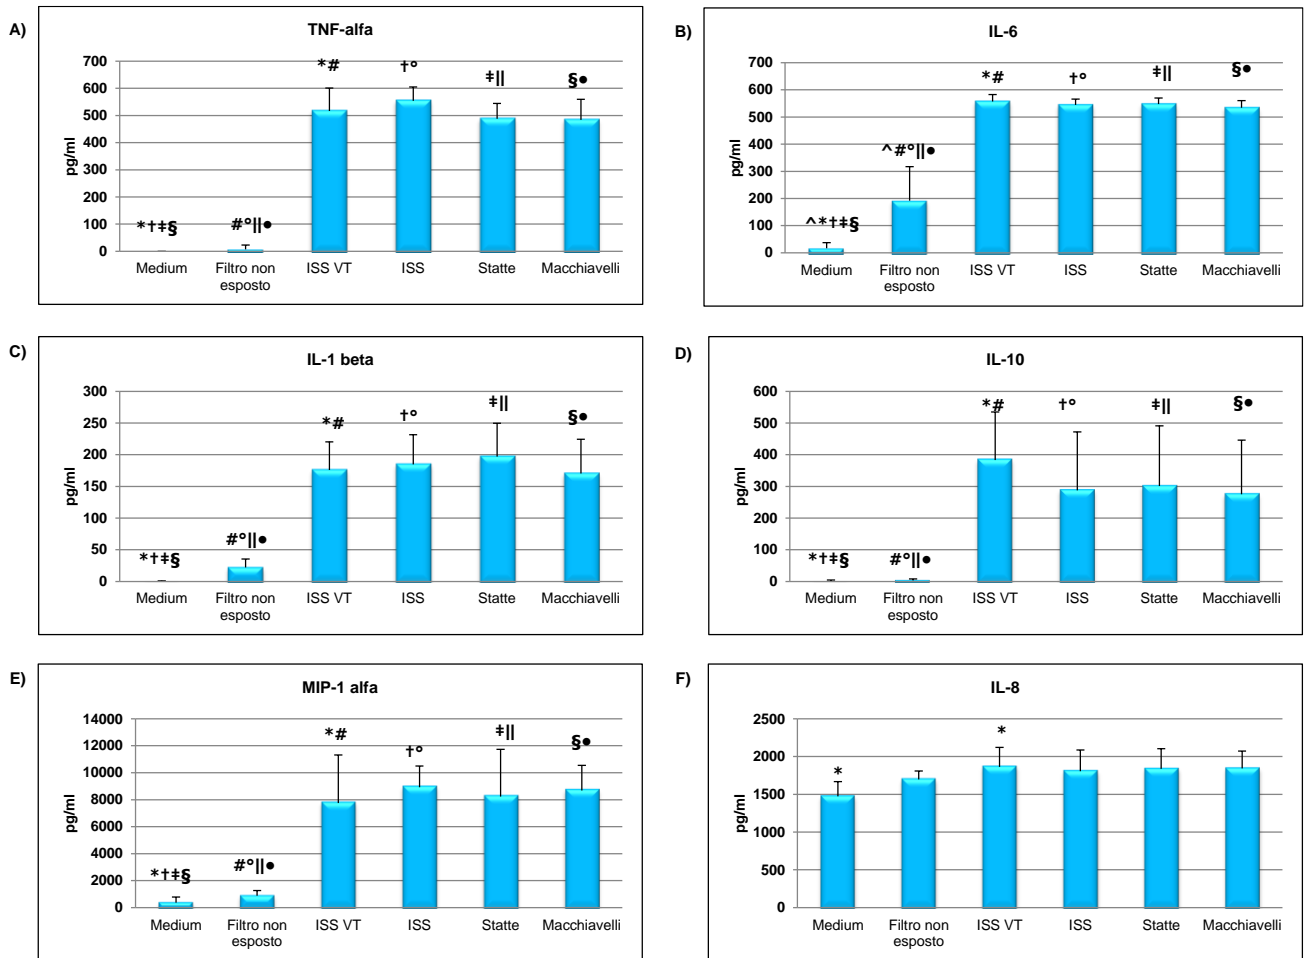 A)
TNF-alfa
pg/ml
700
600
500
400
300
200
100
0
*†‡§
#°||●
*#
†°
‡||
§●
Medium
Filtro non esposto
ISS VT
ISS
Statte
Macchiavelli
B)
IL-6
pg/ml
700
600
500
400
300
200
100
0
^*†‡§
^#°||●
*#
†°
‡||
§●
Medium
Filtro non
esposto
ISS VT
ISS
Statte
Macchiavelli
C)
IL-1 beta
pg/ml
300
250
200
150
100
50
0
*†‡§
#°||●
*#
†°
‡||
§●
Medium
Filtro non
esposto
ISS VT
ISS
Statte
Macchiavelli
D)
IL-10
pg/ml
600
500
400
300
200
100
0
*†‡§
#°||●
*#
†°
‡||
§●
Medium
Filtro non
esposto
ISS VT
ISS
Statte
Macchiavelli
E)
MIP-1 alfa
pg/ml
14000
12000
10000
8000
6000
4000
2000
0
*†‡§
#°||●
*#
†°
‡||
§●
Medium
Filtro non
esposto
ISS VT
ISS
Statte
Macchiavelli
F)
IL-8
pg/ml
2500
2000
1500
1000
500
0
*
*
Medium
Filtro non
esposto
ISS VT
ISS
Statte
Macchiavelli